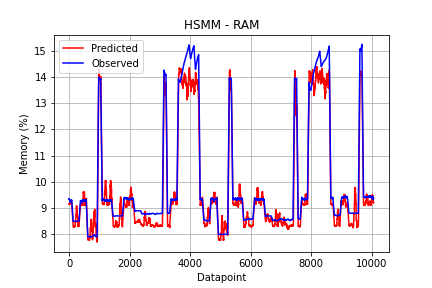 HSMM - RAM
Predicted
Observed
Memory (%)
15
14
13
12
11
10
9
8
0
2000
4000
6000
8000
10000
Datapoint